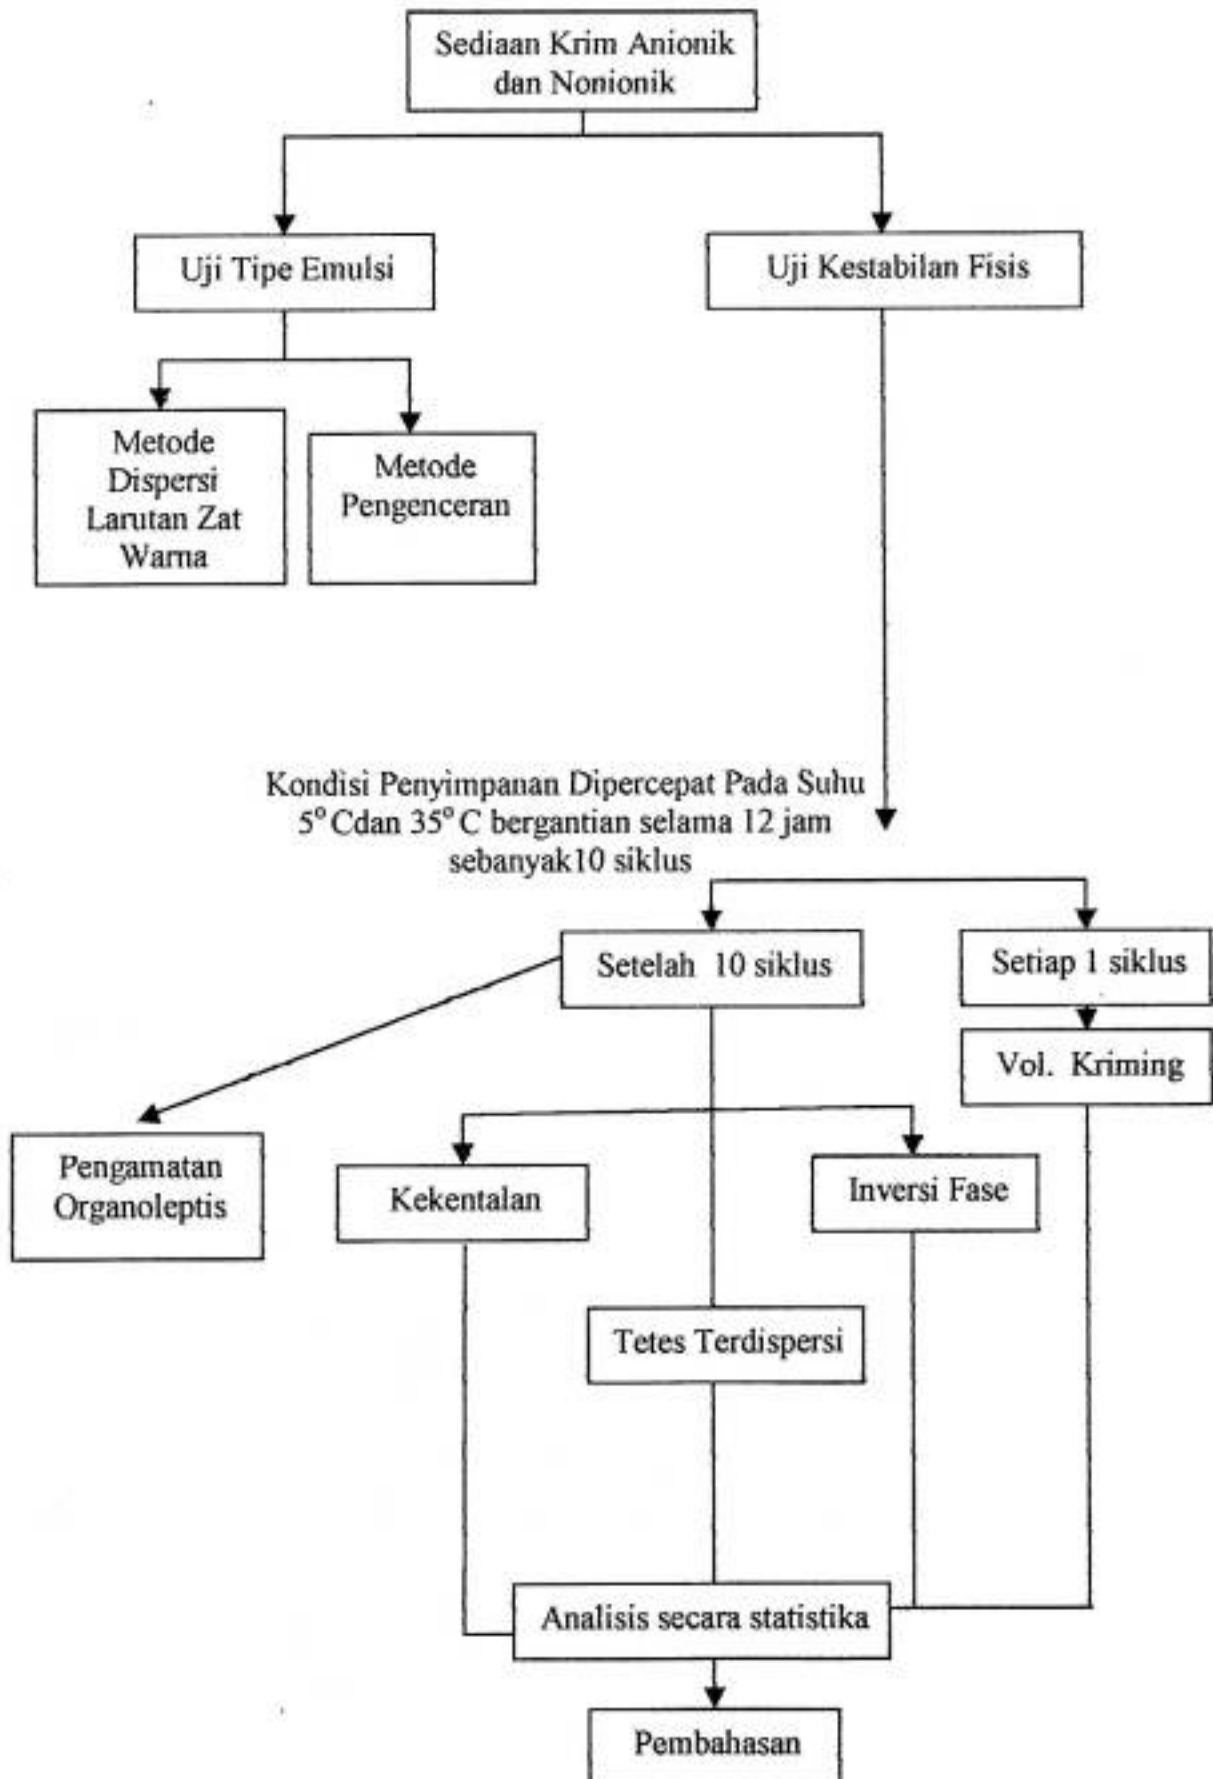 Sediaan Krim Anionik
dan Nonionik
Uji Tipe Emulsi
Uji Kestabilan Fisis
Metode
Dispersi
Larutan Zat
Warna
Metode
Pengenceran
Kondisi Penyimpanan Dipercepat Pada Suhu
5°Cdan 35°C bergantian selama 12 jam
sebanyak10 siklus
Setelah 10 siklus
Setiap 1 siklus
Vol. Kriming
Pengamatan
Organoleptis
Kekentalan
Inversi Fase
Tetes Terdispersi
Analisis secara statistika
Pembahasan